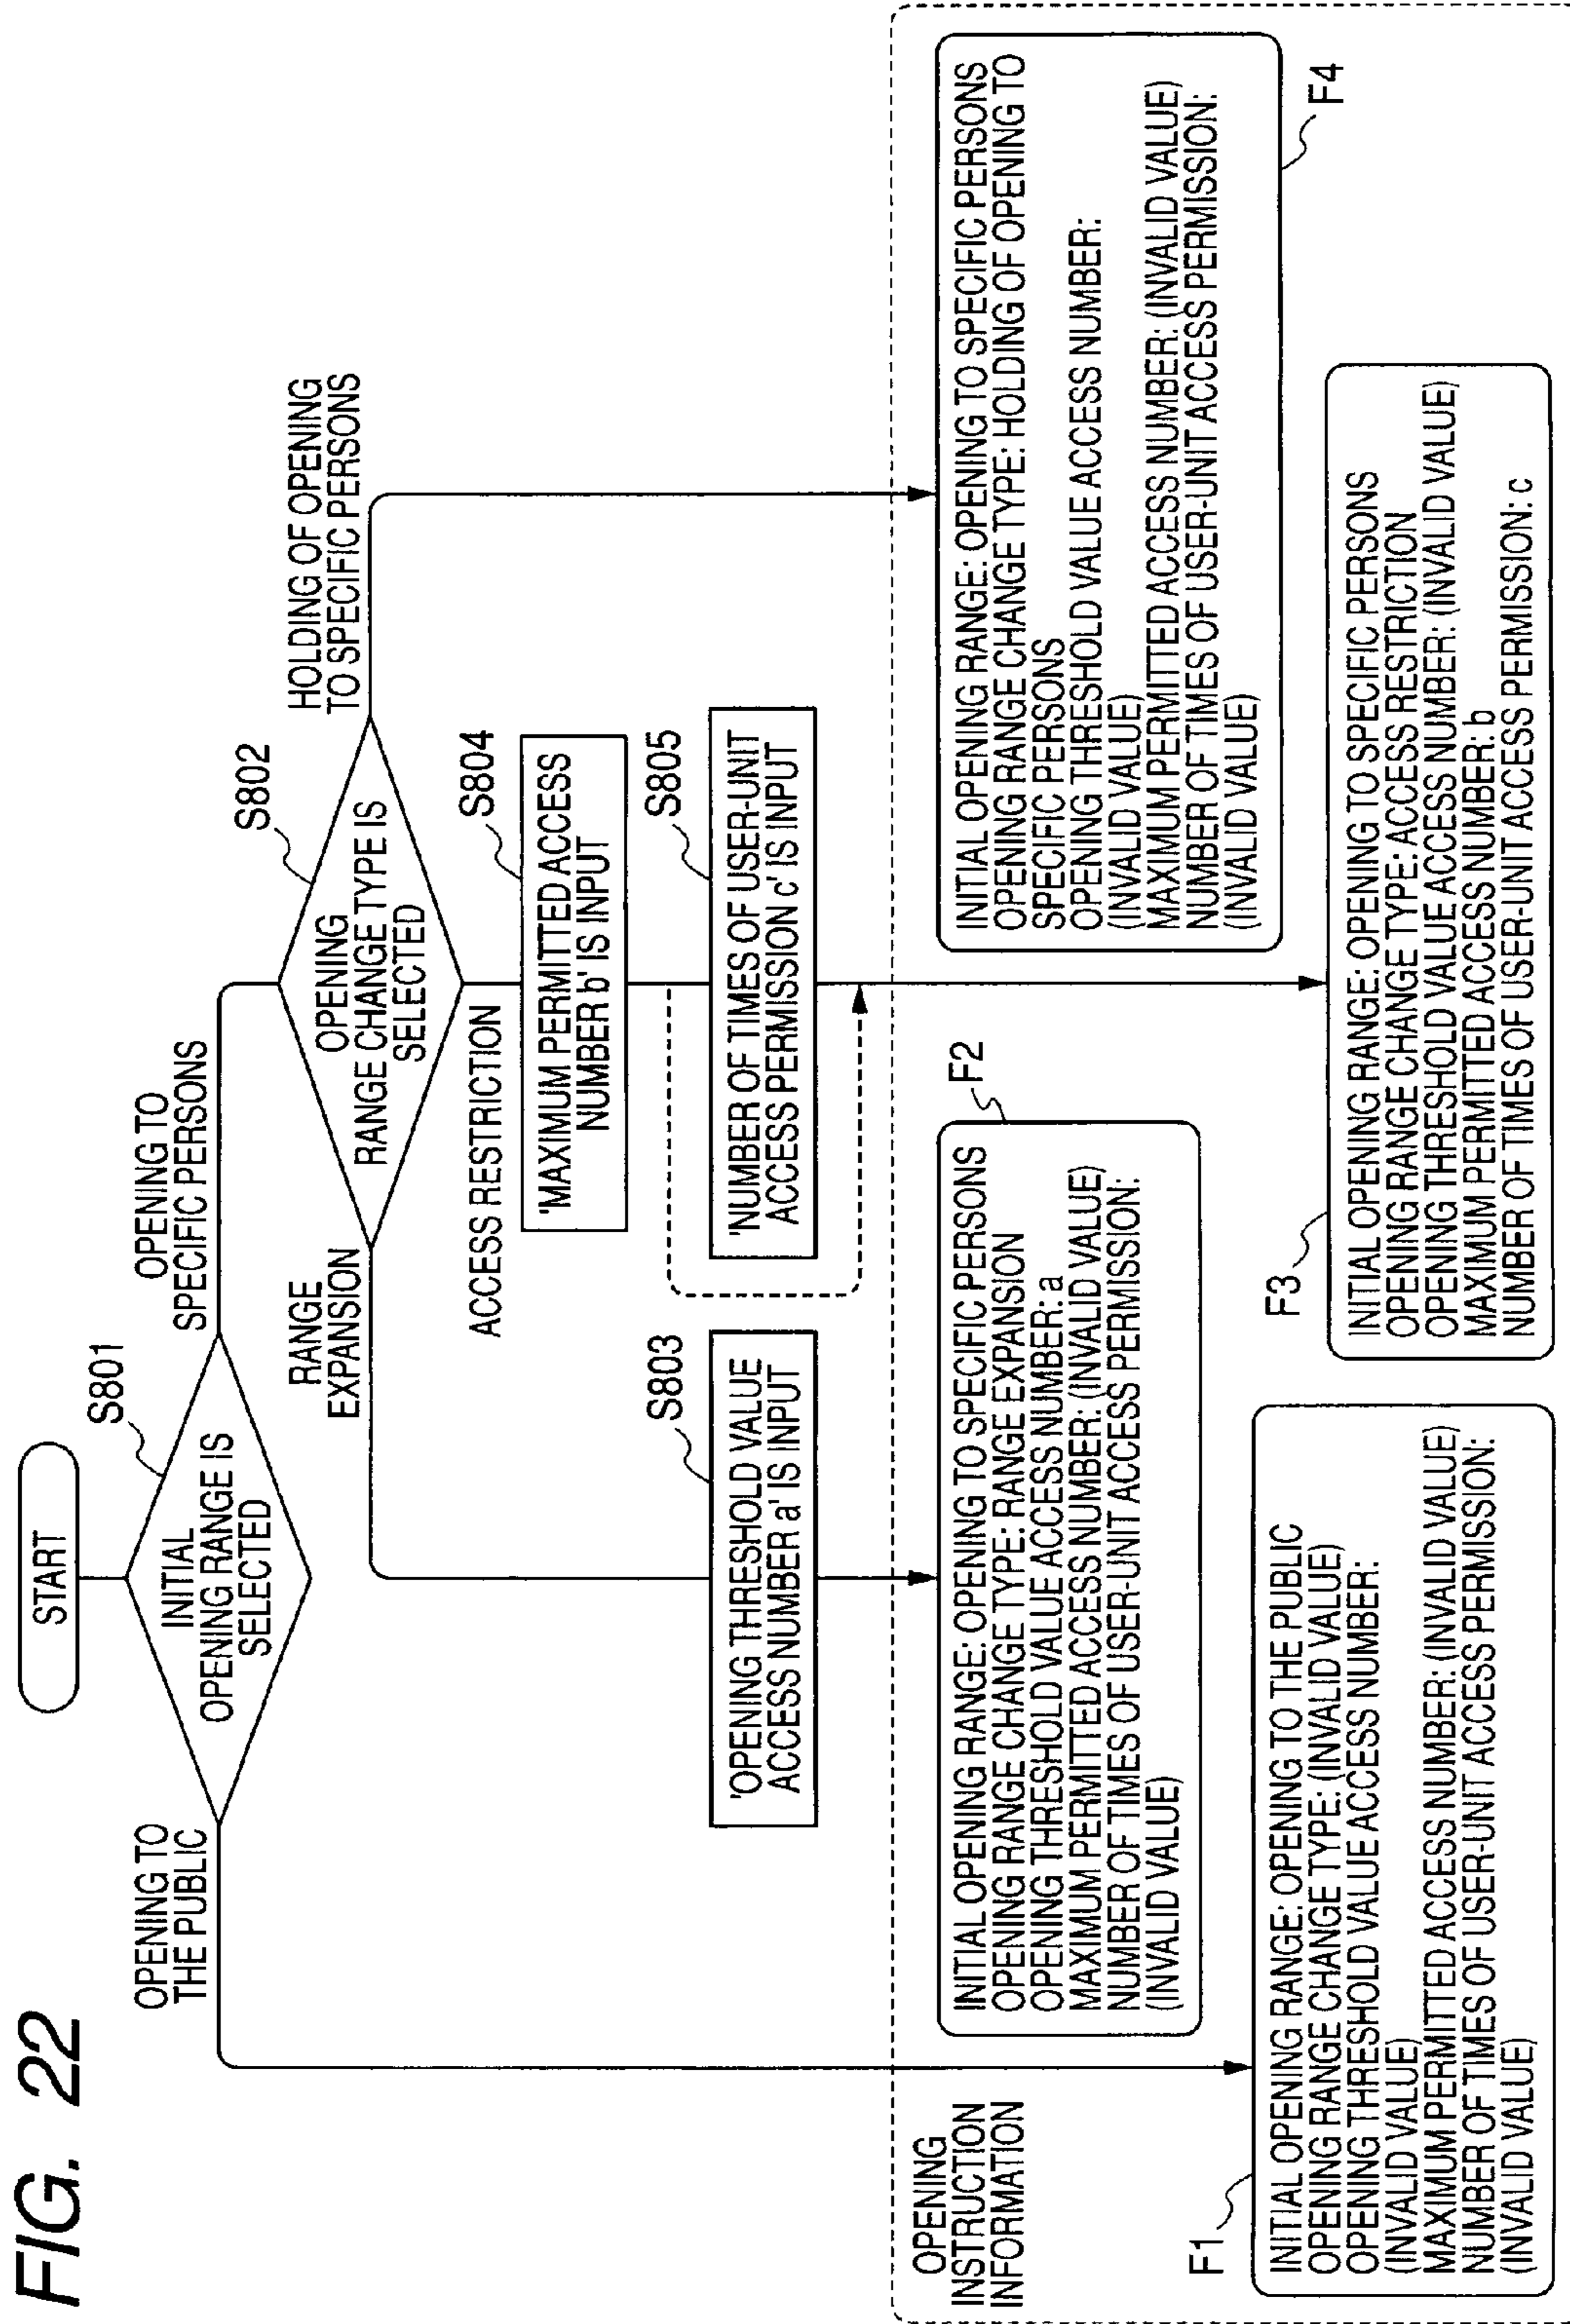 FIG. 22
START
S801
INITIAL
OPENING RANGE IS
SELECTED
OPENING TO
THE PUBLIC
OPENING TO
SPECIFIC PERSONS
S802
OPENING
RANGE CHANGE TYPE IS
SELECTED
RANGE
EXPANSION
ACCESS RESTRICTION
HOLDING OF OPENING
TO SPECIFIC PERSONS
S803
'OPENING THRESHOLD VALUE
ACCESS NUMBER a' IS INPUT
S804
'MAXIMUM PERMITTED ACCESS
NUMBER b' IS INPUT
S805
'NUMBER OF TIMES OF USER-UNIT
ACCESS PERMISSION c' IS INPUT
OPENING
INSTRUCTION
INFORMATION
F1
INITIAL OPENING RANGE: OPENING TO THE PUBLIC
OPENING RANGE CHANGE TYPE: (INVALID VALUE)
OPENING THRESHOLD VALUE ACCESS NUMBER:
(INVALID VALUE)
MAXIMUM PERMITTED ACCESS NUMBER: (INVALID VALUE)
NUMBER OF TIMES OF USER-UNIT ACCESS PERMISSION:
(INVALID VALUE)
F2
INITIAL OPENING RANGE: OPENING TO SPECIFIC PERSONS
OPENING RANGE CHANGE TYPE: RANGE EXPANSION
OPENING THRESHOLD VALUE ACCESS NUMBER: a
MAXIMUM PERMITTED ACCESS NUMBER: (INVALID VALUE)
NUMBER OF TIMES OF USER-UNIT ACCESS PERMISSION:
(INVALID VALUE)
F3
INITIAL OPENING RANGE: OPENING TO SPECIFIC PERSONS
OPENING RANGE CHANGE TYPE: ACCESS RESTRICTION
OPENING THRESHOLD VALUE ACCESS NUMBER: (INVALID VALUE)
MAXIMUM PERMITTED ACCESS NUMBER: b
NUMBER OF TIMES OF USER-UNIT ACCESS PERMISSION: c
F4
INITIAL OPENING RANGE: OPENING TO SPECIFIC PERSONS
OPENING RANGE CHANGE TYPE: HOLDING OF OPENING TO
SPECIFIC PERSONS
OPENING THRESHOLD VALUE ACCESS NUMBER:
(INVALID VALUE)
MAXIMUM PERMITTED ACCESS NUMBER: (INVALID VALUE)
NUMBER OF TIMES OF USER-UNIT ACCESS PERMISSION:
(INVALID VALUE)